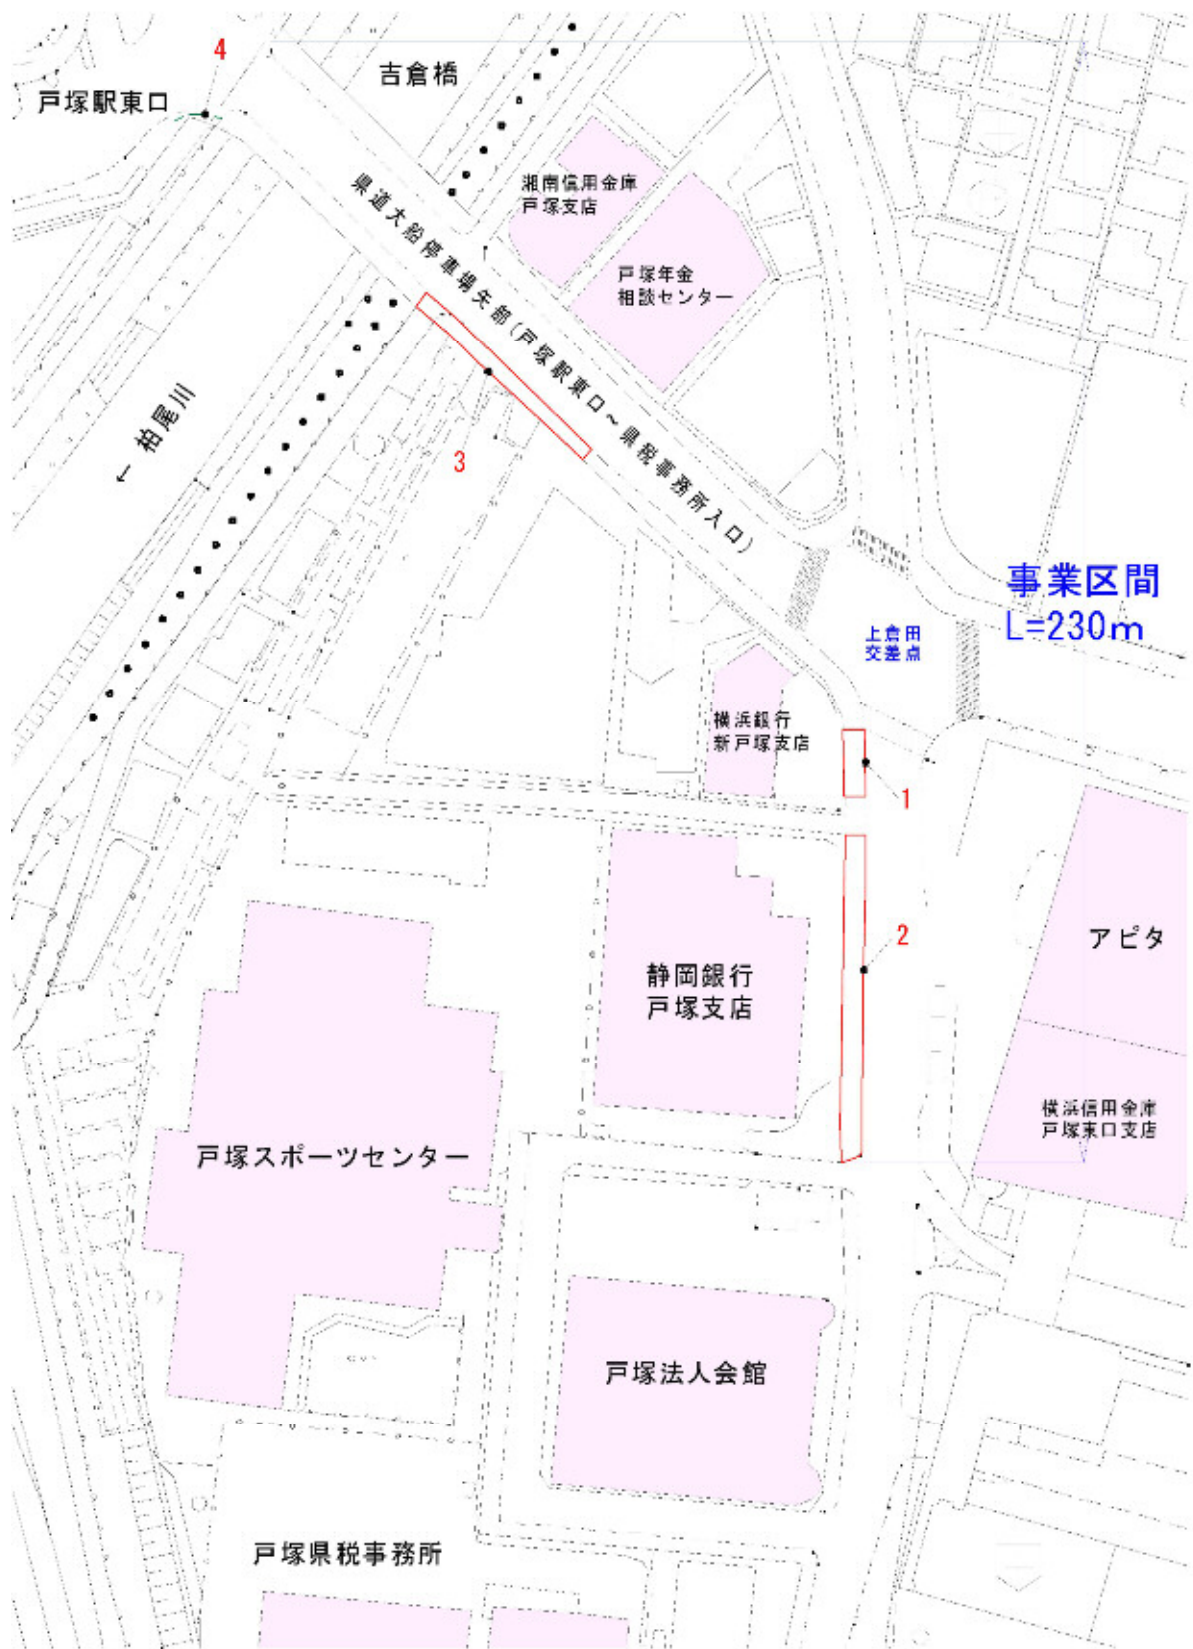 4
吉倉橋
戸塚駅東口
湘南信用金庫
戸塚支店
県道大船停車場矢部(戸塚駅東口～県税事務所入口)
戸塚年金
相談センター
← 柏尾川
3
事業区間
L=230m
上倉田
交差点
横浜銀行
新戸塚支店
1
2
アピタ
静岡銀行
戸塚支店
横浜信用金庫
戸塚東口支店
戸塚スポーツセンター
戸塚法人会館
戸塚県税事務所